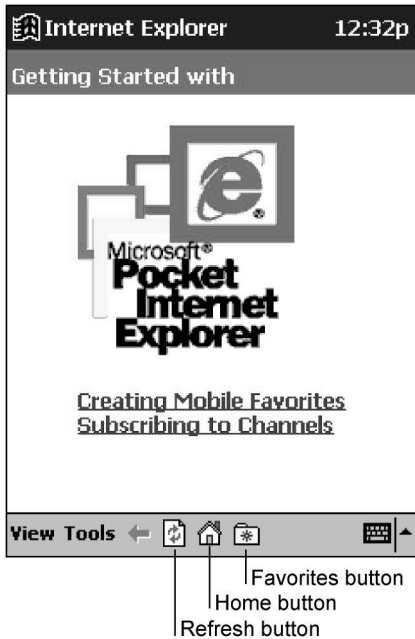 Internet Explorer 12:32p
Getting Started with
Microsoft®
Pocket
Internet
Explorer
Creating Mobile Favorites
Subscribing to Channels
View Tools
Favorites button
Home button
Refresh button